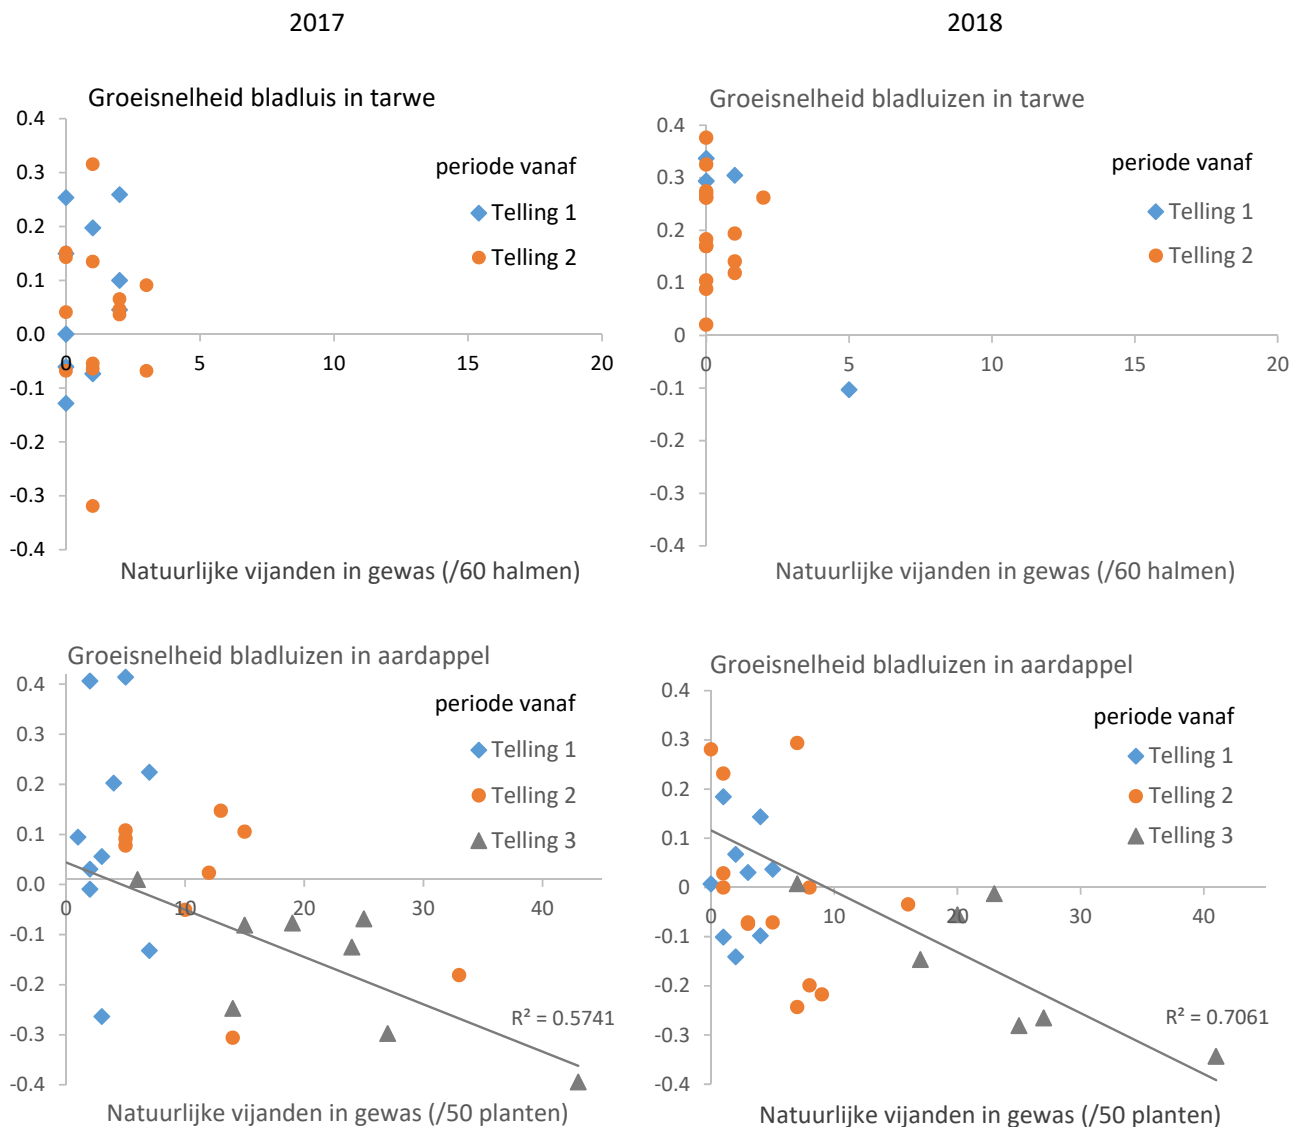 2017
2018
Groeisnelheid bladluis in tarwe
0.4
0.3
0.2
0.1
0.0
-0.1
-0.2
-0.3
-0.4
0
5
10
15
20
periode vanaf
Telling 1
Telling 2
Natuurlijke vijanden in gewas (/60 halmen)
Groeisnelheid bladluizen in tarwe
0.4
0.3
0.2
0.1
0
-0.1
-0.2
-0.3
-0.4
0
5
10
15
20
periode vanaf
Telling 1
Telling 2
Natuurlijke vijanden in gewas (/60 halmen)
Groeisnelheid bladluizen in aardappel
0.4
0.3
0.2
0.1
0.0
-0.1
-0.2
-0.3
-0.4
0
10
20
30
40
periode vanaf
Telling 1
Telling 2
Telling 3
R² = 0.5741
Natuurlijke vijanden in gewas (/50 planten)
Groeisnelheid bladluizen in aardappel
0.4
0.3
0.2
0.1
0
-0.1
-0.2
-0.3
-0.4
0
10
20
30
40
periode vanaf
Telling 1
Telling 2
Telling 3
R² = 0.7061
Natuurlijke vijanden in gewas (/50 planten)